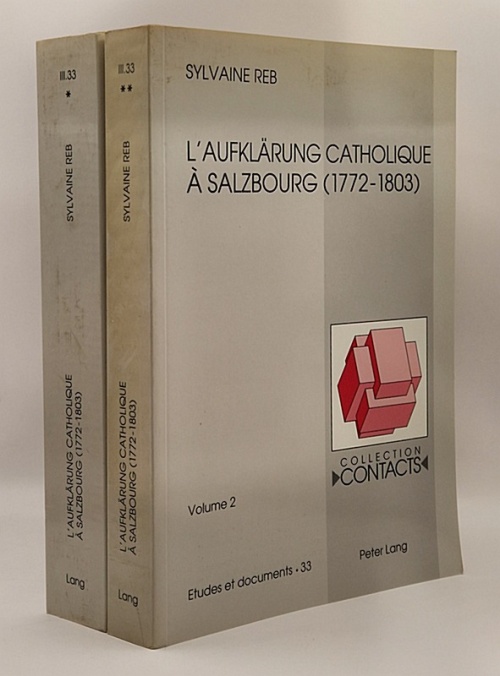 III.33
*
SYLVAINE REB
L'AUFKLÄRUNG CATHOLIQUE
À SALZBOURG (1772-1803)
Lang
III.33
**
SYLVAINE REB
L'AUFKLÄRUNG CATHOLIQUE
À SALZBOURG (1772-1803)
Lang
SYLVAINE REB
L'AUFKLÄRUNG CATHOLIQUE
À SALZBOURG (1772-1803)
COLLECTION
CONTACTS
Volume 2
Peter Lang
Etudes et documents • 33